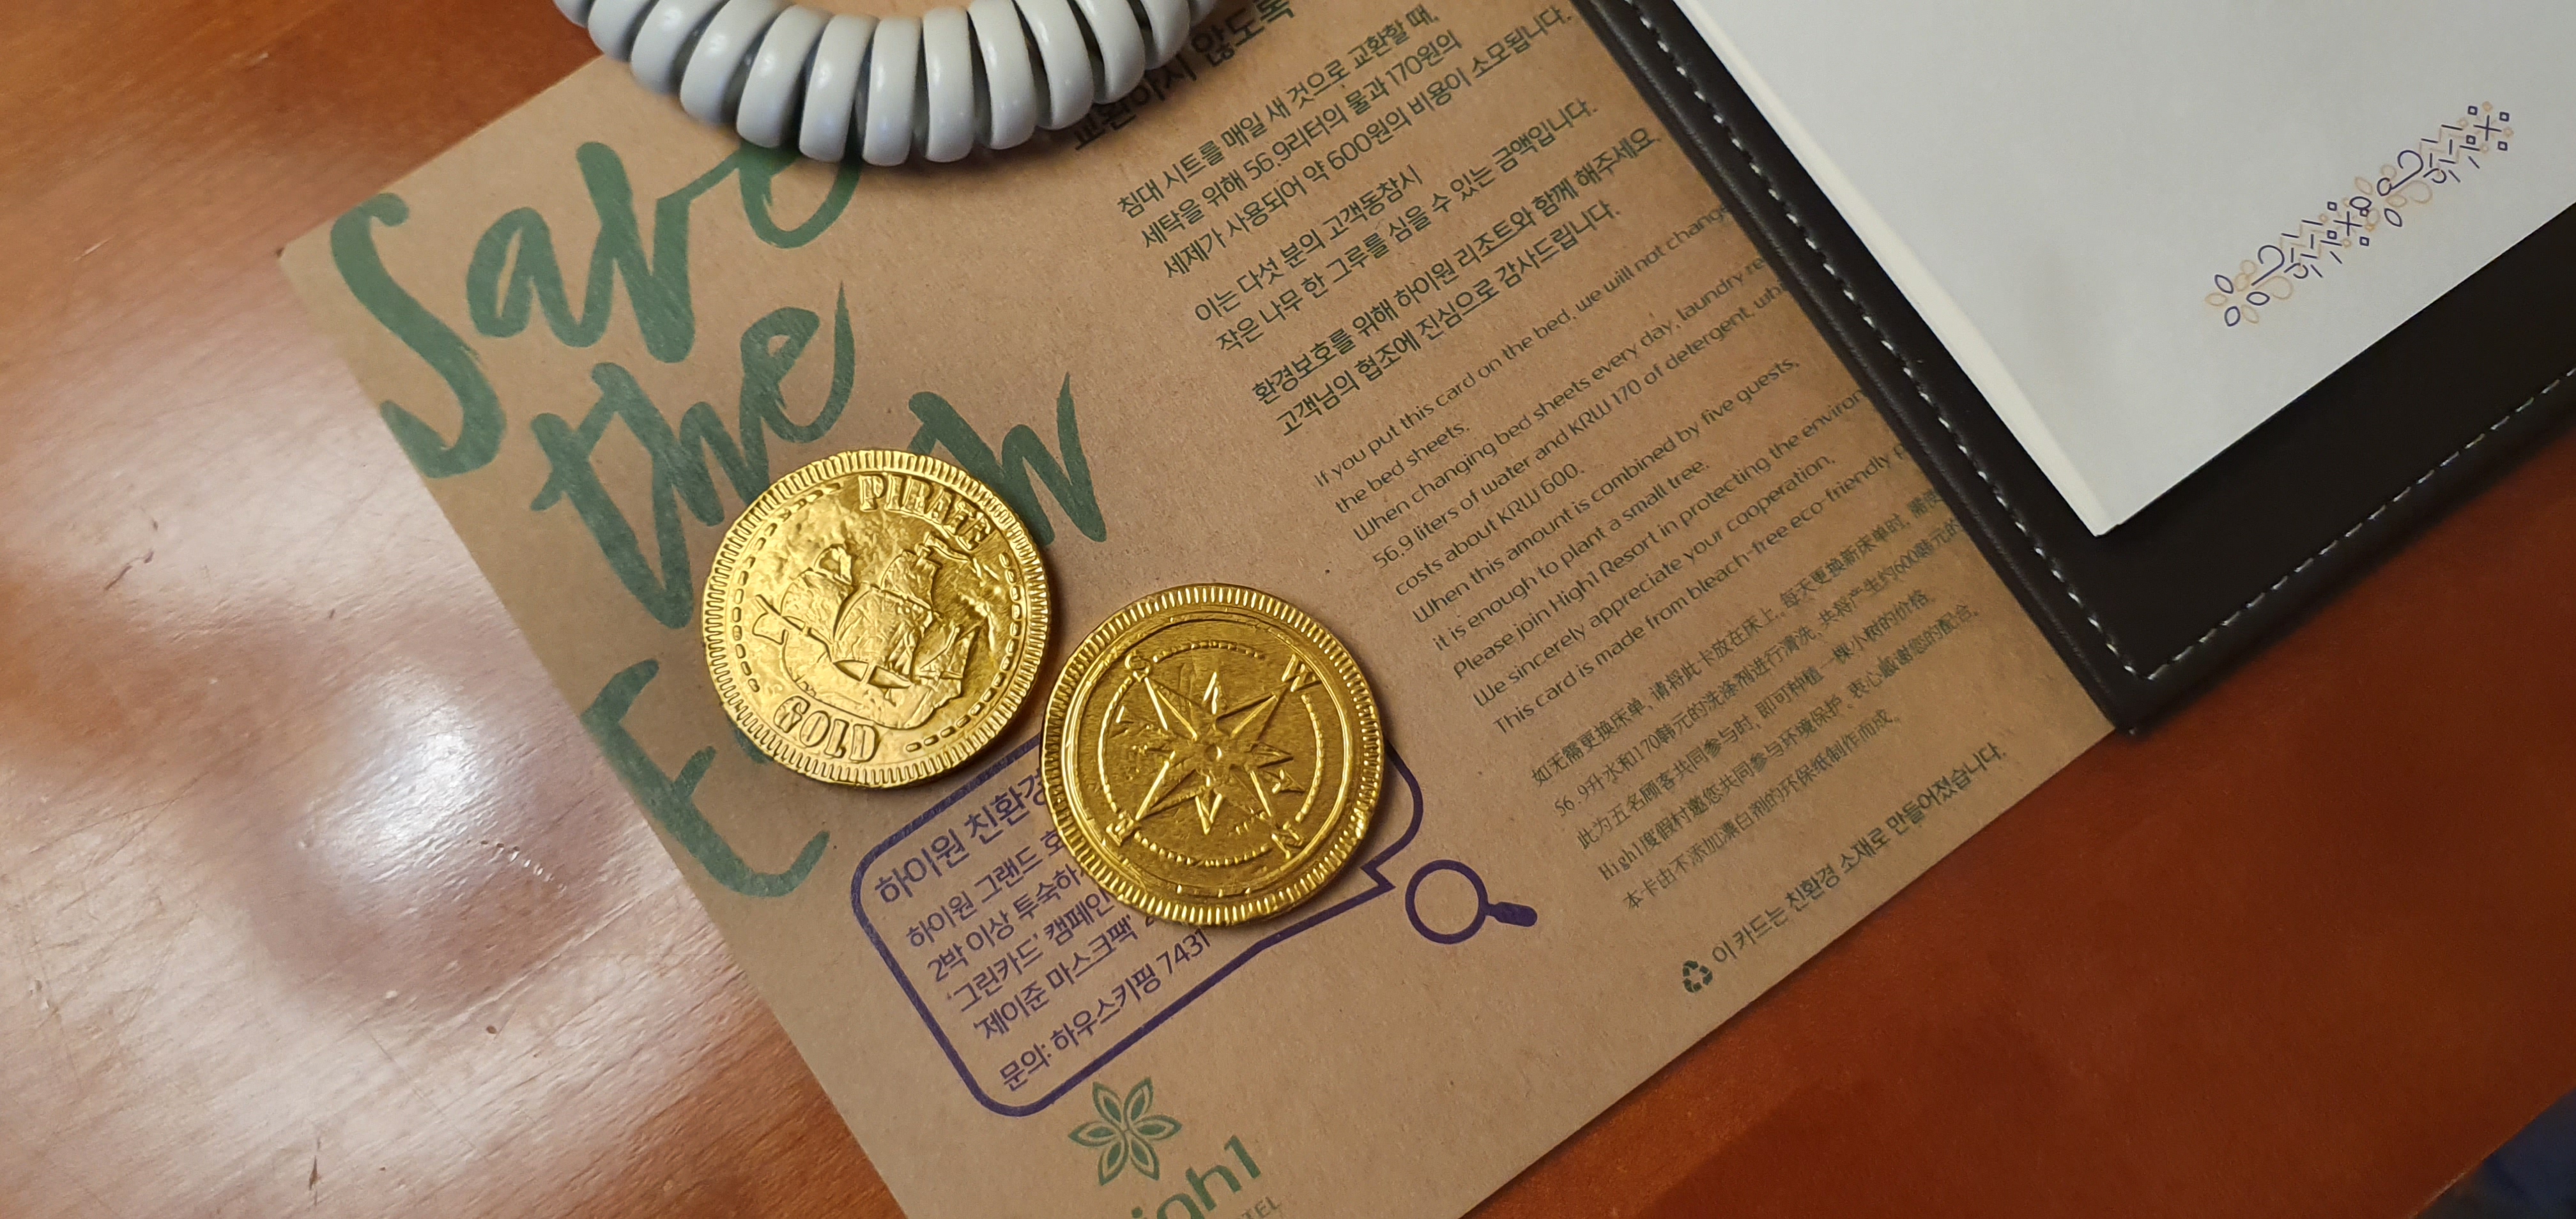 Save
the
교환하지 않도록
침대 시트를 매일 새 것으로 교환할 때,
세탁을 위해 56.9리터의 물과 170원의
세제가 사용되어 약 600원의 비용이 소모됩니다.
이는 다섯 분의 고객동참시
작은 나무 한 그루를 심을 수 있는 금액입니다.
환경보호를 위해 하이원 리조트와 함께 해주세요.
고객님의 협조에 진심으로 감사드립니다.
If you put this card on the bed, we will not change
the bed sheets.
When changing bed sheets every day, laundry
56.9 liters of water and KRW 170 of detergent,
costs about KRW 600.
When this amount is combined by five guests,
it is enough to plant a small tree.
Please join High1 Resort in protecting the
We sincerely appreciate your cooperation.
This card is made from bleach-free eco-friendly
如无需更换床单, 请将此卡放在床上. 每天更换新床单时, 需要
56.9升水和170韩元的洗涤剂进行清洗, 共将产生约600韩元的
此为五名顾客共同参与时, 即可种植一棵小树的价格.
High1度假村邀您共同参与环境保护. 衷心感谢您的配合.
本卡由不添加漂白剂的环保纸制作而成.
이 카드는 친환경 소재로 만들어졌습니다.
PIRATE
GOLD
S
W
E
N
하이원 친환경
하이원 그랜드
2박 이상
'그린카드' 캠페인
'제이준 마스크팩'
문의: 하우스키핑 7431